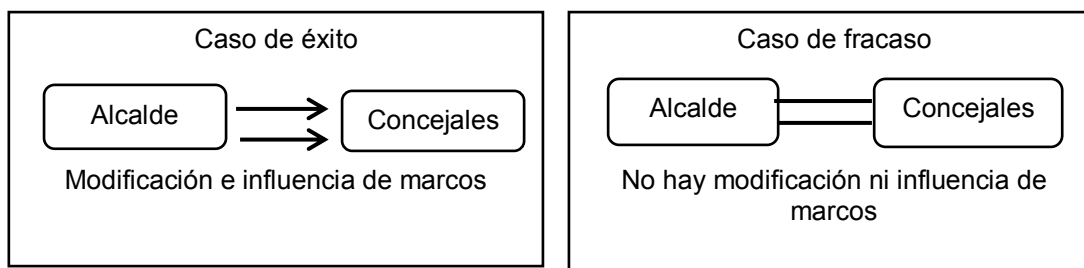 Caso de éxito
Alcalde
Concejales
Modificación e influencia de marcos
Caso de fracaso
Alcalde
Concejales
No hay modificación ni influencia de
marcos